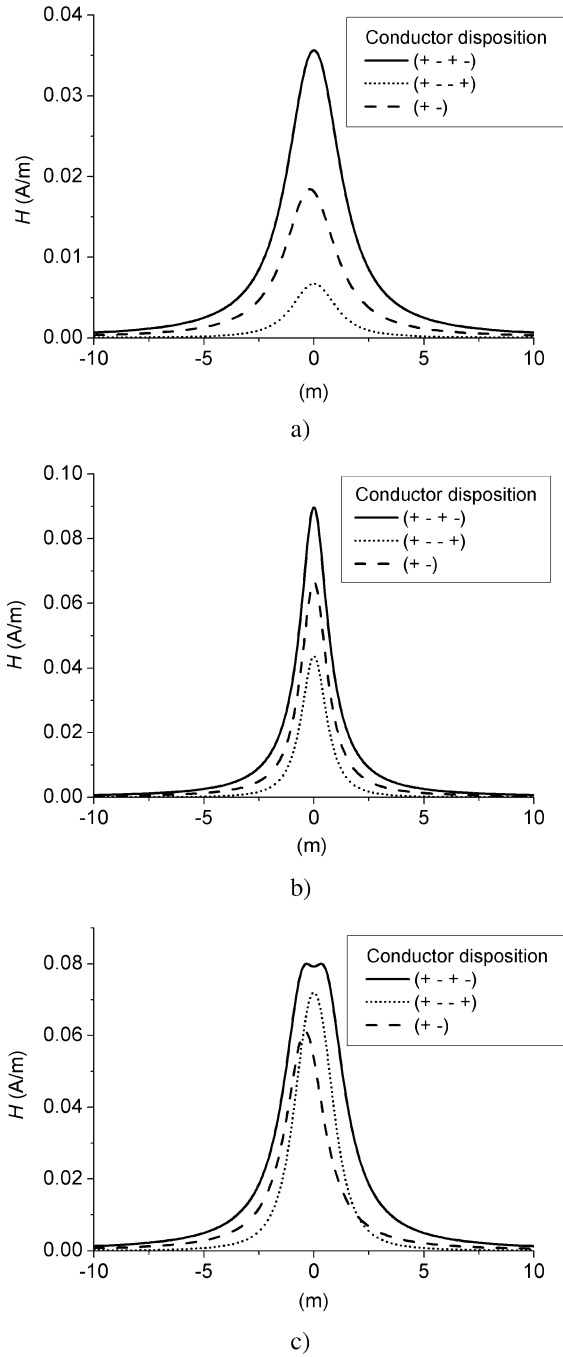 0.04
0.03
0.02
0.01
0.00
H (A/m)
Conductor disposition
(+ - + -)
(+ - - +)
(+ -)
-10 -5 0 5 10
(m)
a)
0.10
0.08
0.06
0.04
0.02
0.00
H (A/m)
Conductor disposition
(+ - + -)
(+ - - +)
(+ -)
-10 -5 0 5 10
(m)
b)
0.08
0.06
0.04
0.02
0.00
H (A/m)
Conductor disposition
(+ - + -)
(+ - - +)
(+ -)
-10 -5 0 5 10
(m)
c)